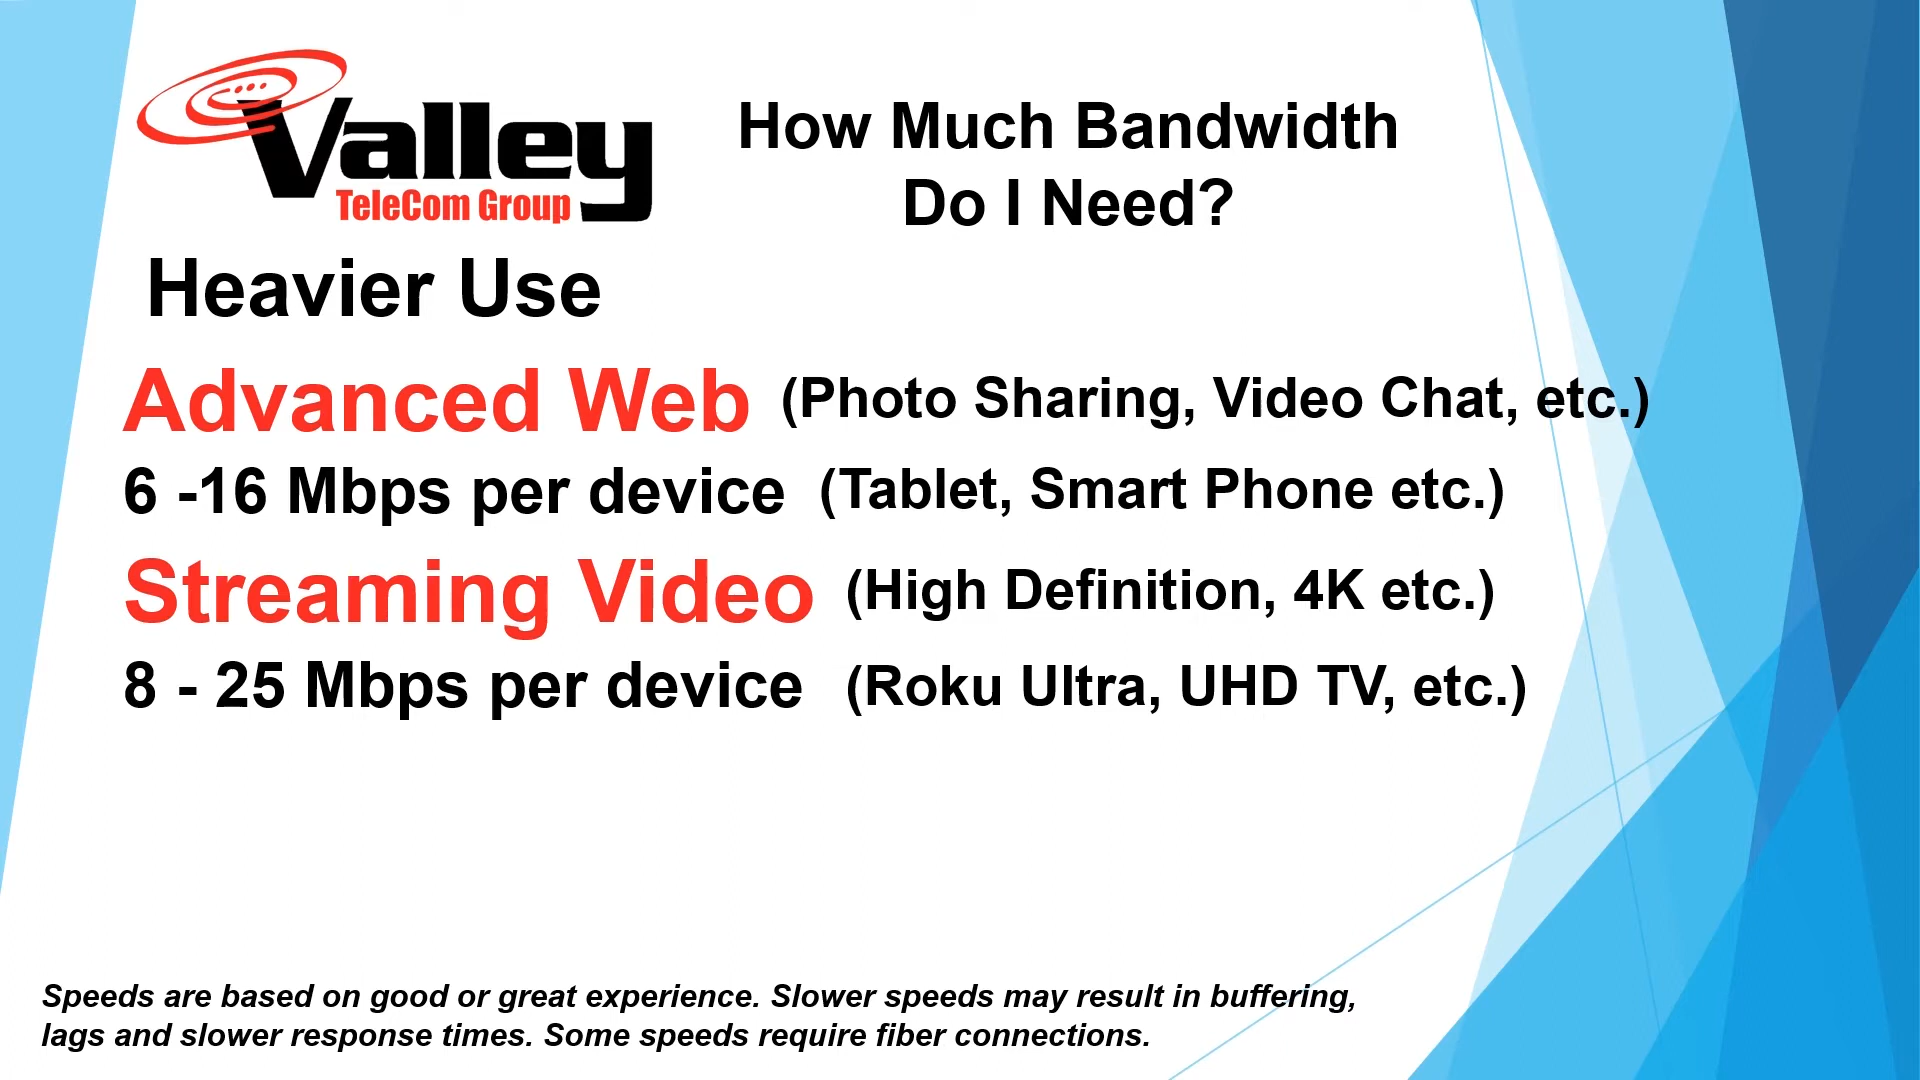 Valley
TeleCom Group
How Much Bandwidth
Do I Need?
Heavier Use
Advanced Web (Photo Sharing, Video Chat, etc.)
6 -16 Mbps per device (Tablet, Smart Phone etc.)
Streaming Video (High Definition, 4K etc.)
8 - 25 Mbps per device (Roku Ultra, UHD TV, etc.)
Speeds are based on good or great experience. Slower speeds may result in buffering,
lags and slower response times. Some speeds require fiber connections.